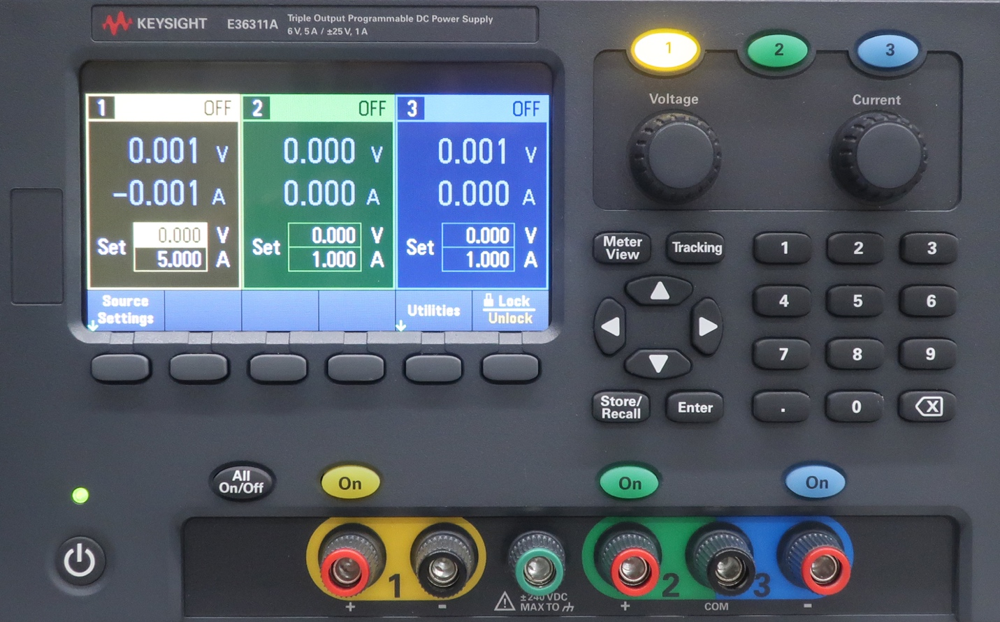 KEYSIGHT E36311A Triple Output Programmable DC Power Supply
6 V, 5 A / ±25 V, 1 A
1 2 3
Voltage Current
1 OFF 2 OFF 3 OFF
0.001 V 0.000 V 0.001 V
-0.001 A 0.000 A 0.000 A
Set 0.000 V Set 0.000 V Set 0.000 V
5.000 A 1.000 A 1.000 A
Source
Settings
Utilities
Lock
Unlock
Meter
View
Tracking
1 2 3
4 5 6
7 8 9
Store/
Recall
Enter
. 0 X
All
On/Off
On On On
1 2 3
+ - ±240 VDC
MAX TO
+ COM -